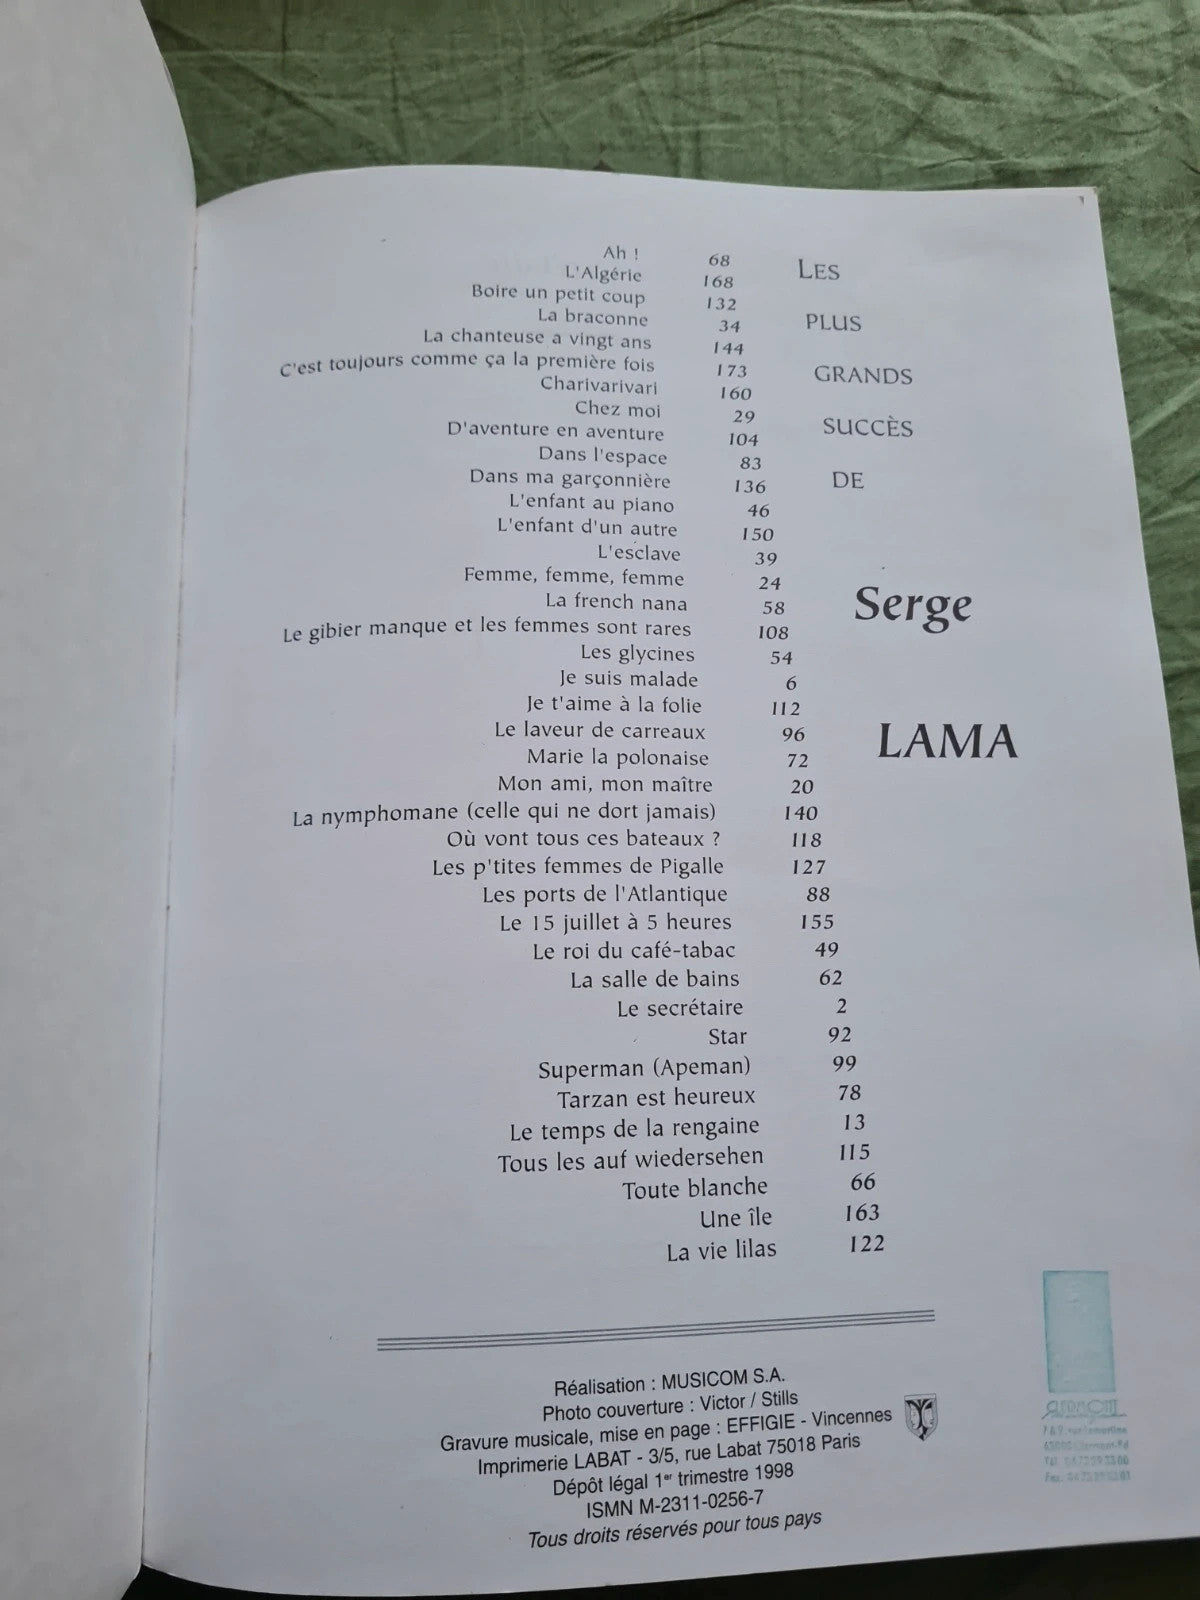 Ah ! 68
L'Algérie 168
Boire un petit coup 132
La braconne 34
La chanteuse a vingt ans 144
C'est toujours comme ça la première fois 173
Charivarivari 160
Chez moi 29
D'aventure en aventure 104
Dans l'espace 83
Dans ma garçonnière 136
L'enfant au piano 46
L'enfant d'un autre 150
L'esclave 39
Femme, femme, femme 24
La french nana 58
Le gibier manque et les femmes sont rares 108
Les glycines 54
Je suis malade 6
Je t'aime à la folie 112
Le laveur de carreaux 96
Marie la polonaise 72
Mon ami, mon maître 20
La nymphomane (celle qui ne dort jamais) 140
Où vont tous ces bateaux ? 118
Les p'tites femmes de Pigalle 127
Les ports de l'Atlantique 88
Le 15 juillet à 5 heures 155
Le roi du café-tabac 49
La salle de bains 62
Le secrétaire 2
Star 92
Superman (Apeman) 99
Tarzan est heureux 78
Le temps de la rengaine 13
Tous les auf wiedersehen 115
Toute blanche 66
Une île 163
La vie lilas 122
LES
PLUS
GRANDS
SUCCÈS
DE
Serge
LAMA
Réalisation : MUSICOM S.A.
Photo couverture : Victor / Stills
Gravure musicale, mise en page : EFFIGIE - Vincennes
Imprimerie LABAT - 3/5, rue Labat 75018 Paris
Dépôt légal 1er trimestre 1998
ISMN M-2311-0256-7
Tous droits réservés pour tous pays